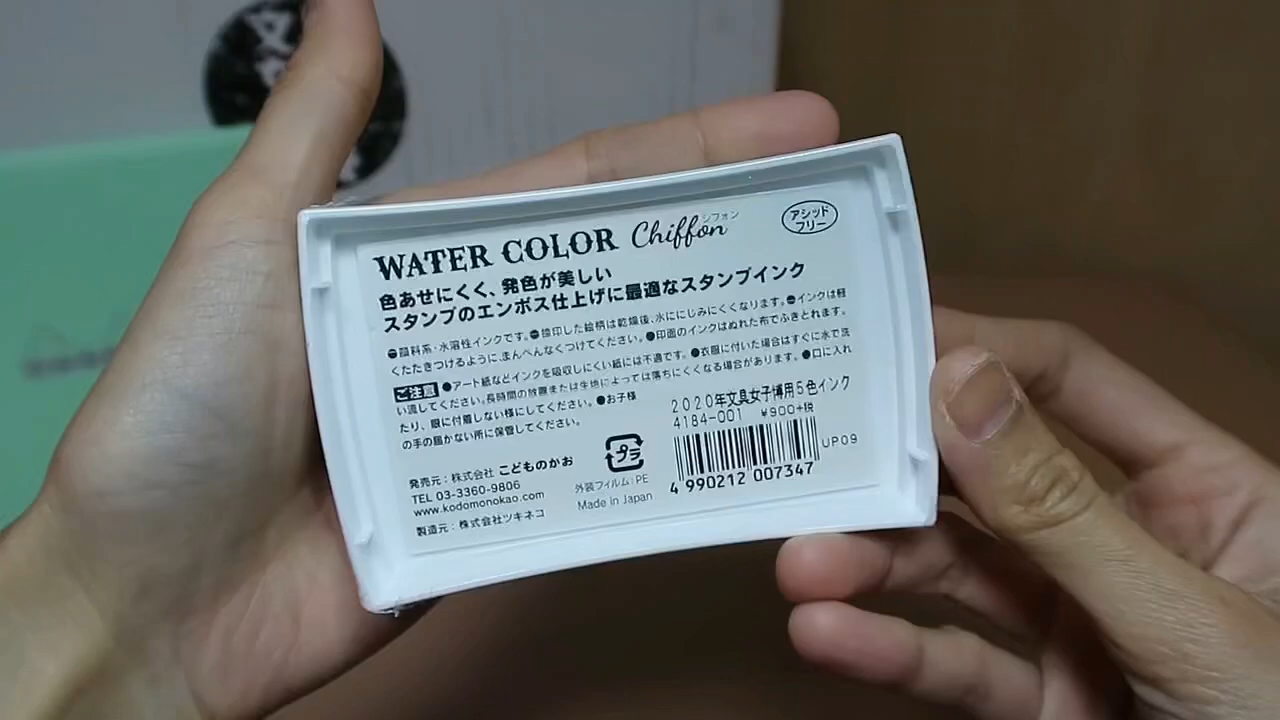 WATER COLOR Chiffon シフォン
アシッド
フリー
色あせにくく、発色が美しい
スタンプのエンボス仕上げに最適なスタンプインク
●顔料系・水溶性インクです。●捺印した絵柄は乾燥後、水ににじみにくくなります。●インクは軽
くたたきつけるように、まんべんなくつけてください。●印面のインクはぬれた布でふきとれます。
ご注意 ●アート紙などインクを吸収しにくい紙には不適です。●衣服に付いた場合はすぐに水で洗
い流してください。長時間の放置または生地によっては落ちにくくなる場合があります。●口に入れ
たり、眼に付着しない様にしてください。●お子様
の手の届かない所に保管してください。
2020年文具女子博用5色インク
4184-001 ¥900+税
UP09
4 990212 007347
プラ
外装フィルム:PE
Made in Japan
発売元:株式会社 こどものかお
TEL 03-3360-9806
www.kodomonokao.com
製造元:株式会社ツキネコ